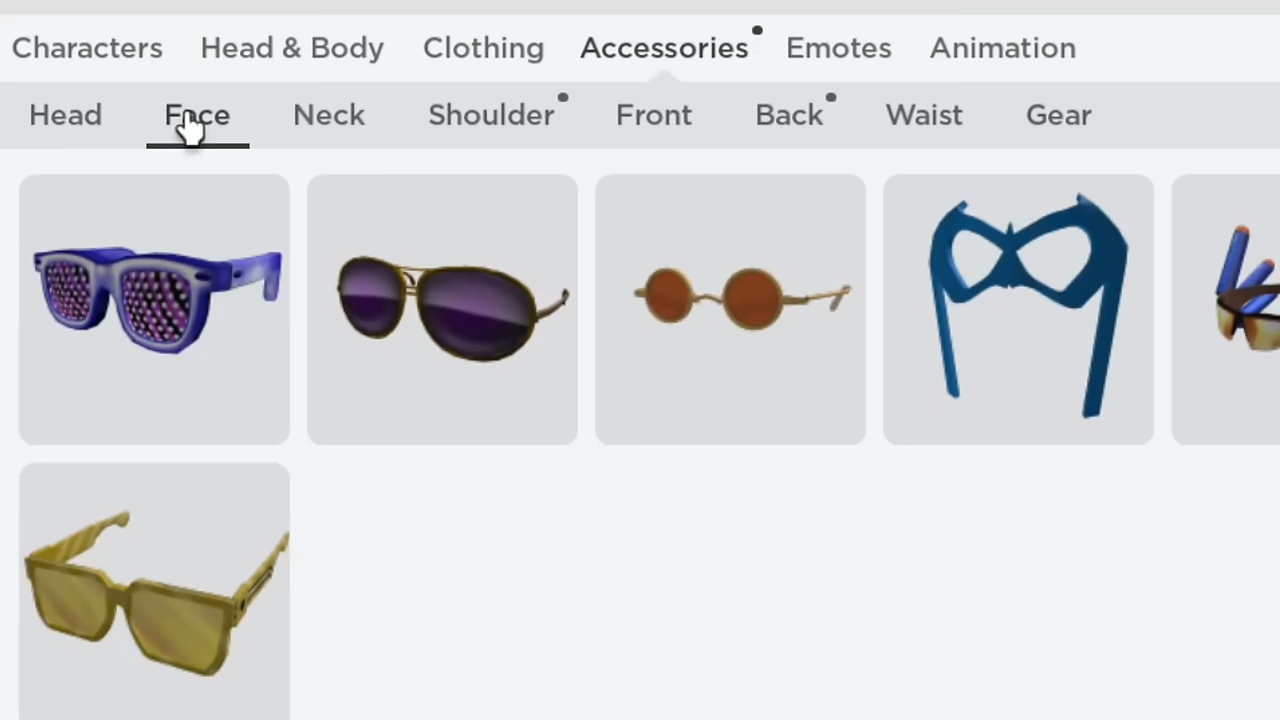 Characters Head & Body Clothing Accessories Emotes Animation
Head Face Neck Shoulder Front Back Waist Gear